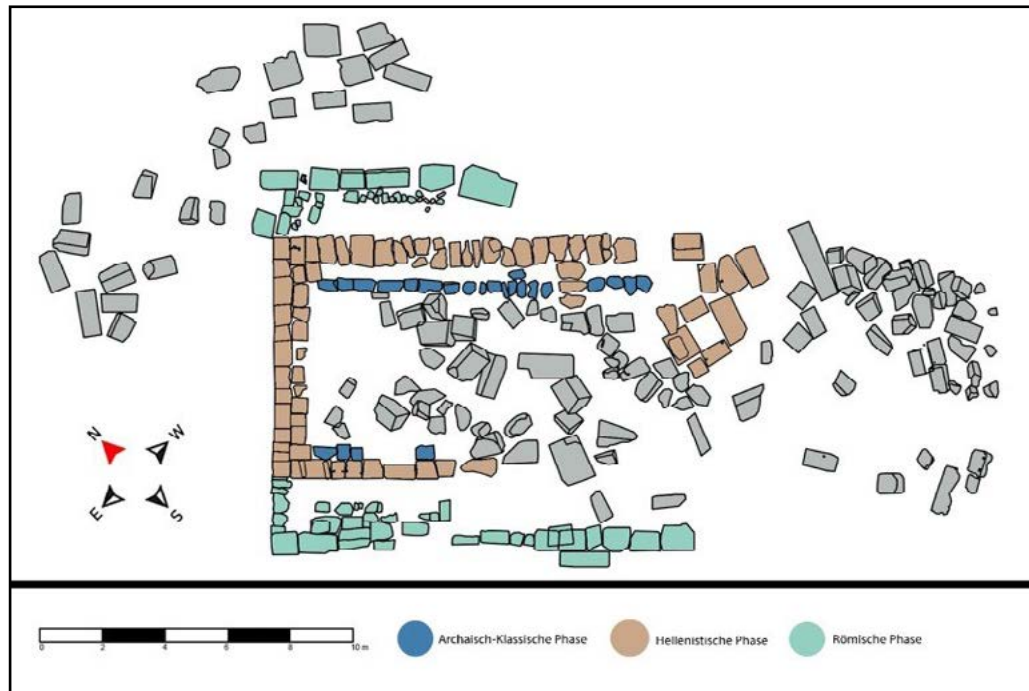 N W
E S
0 2 4 6 8 10 m
Archaisch-Klassische Phase
Hellenistische Phase
Römische Phase